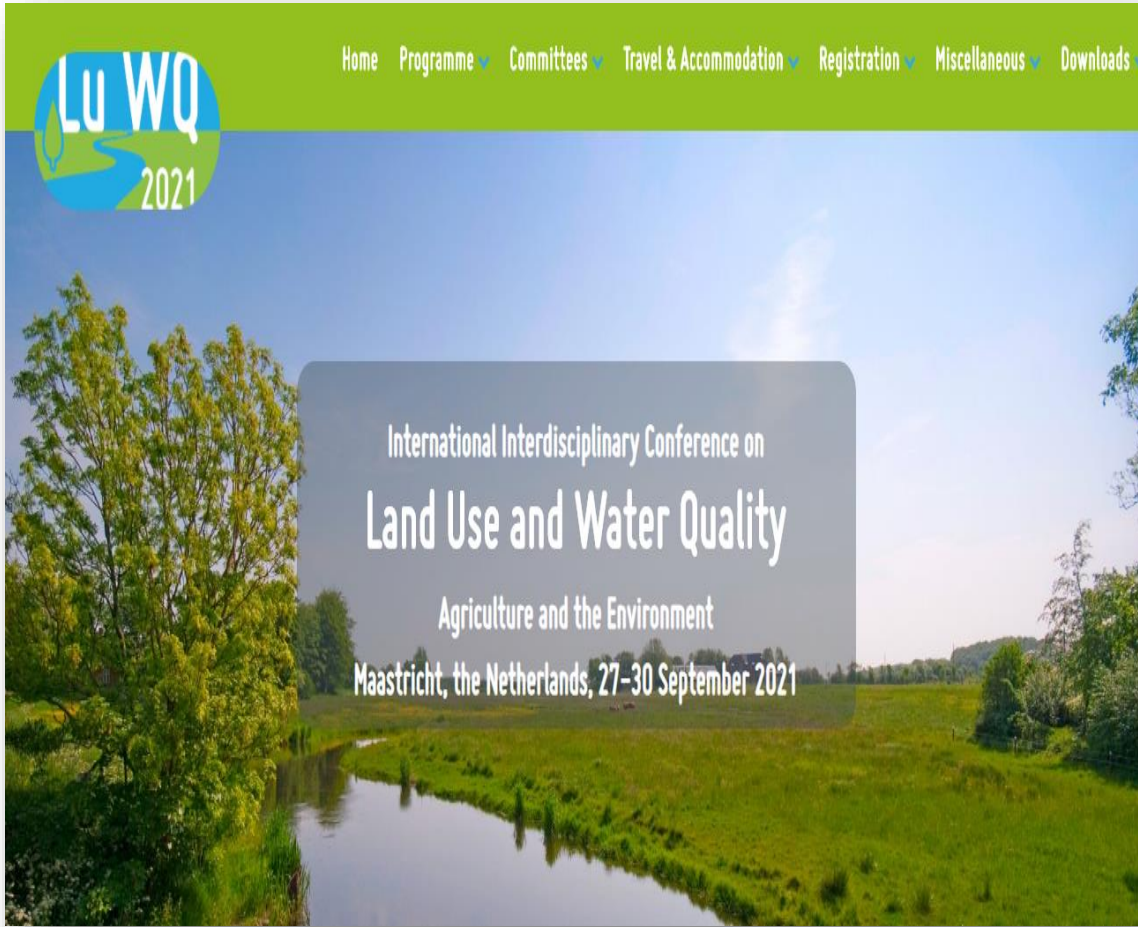 Home Programme Committees Travel & Accommodation Registration Miscellaneous Downloads
Lu WQ
2021
International Interdisciplinary Conference on
Land Use and Water Quality
Agriculture and the Environment
Maastricht, the Netherlands, 27-30 September 2021